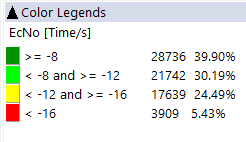 Color Legends
EcNo [Time/s]
>= -8 28736 39.90%
< -8 and >= -12 21742 30.19%
< -12 and >= -16 17639 24.49%
< -16 3909 5.43%